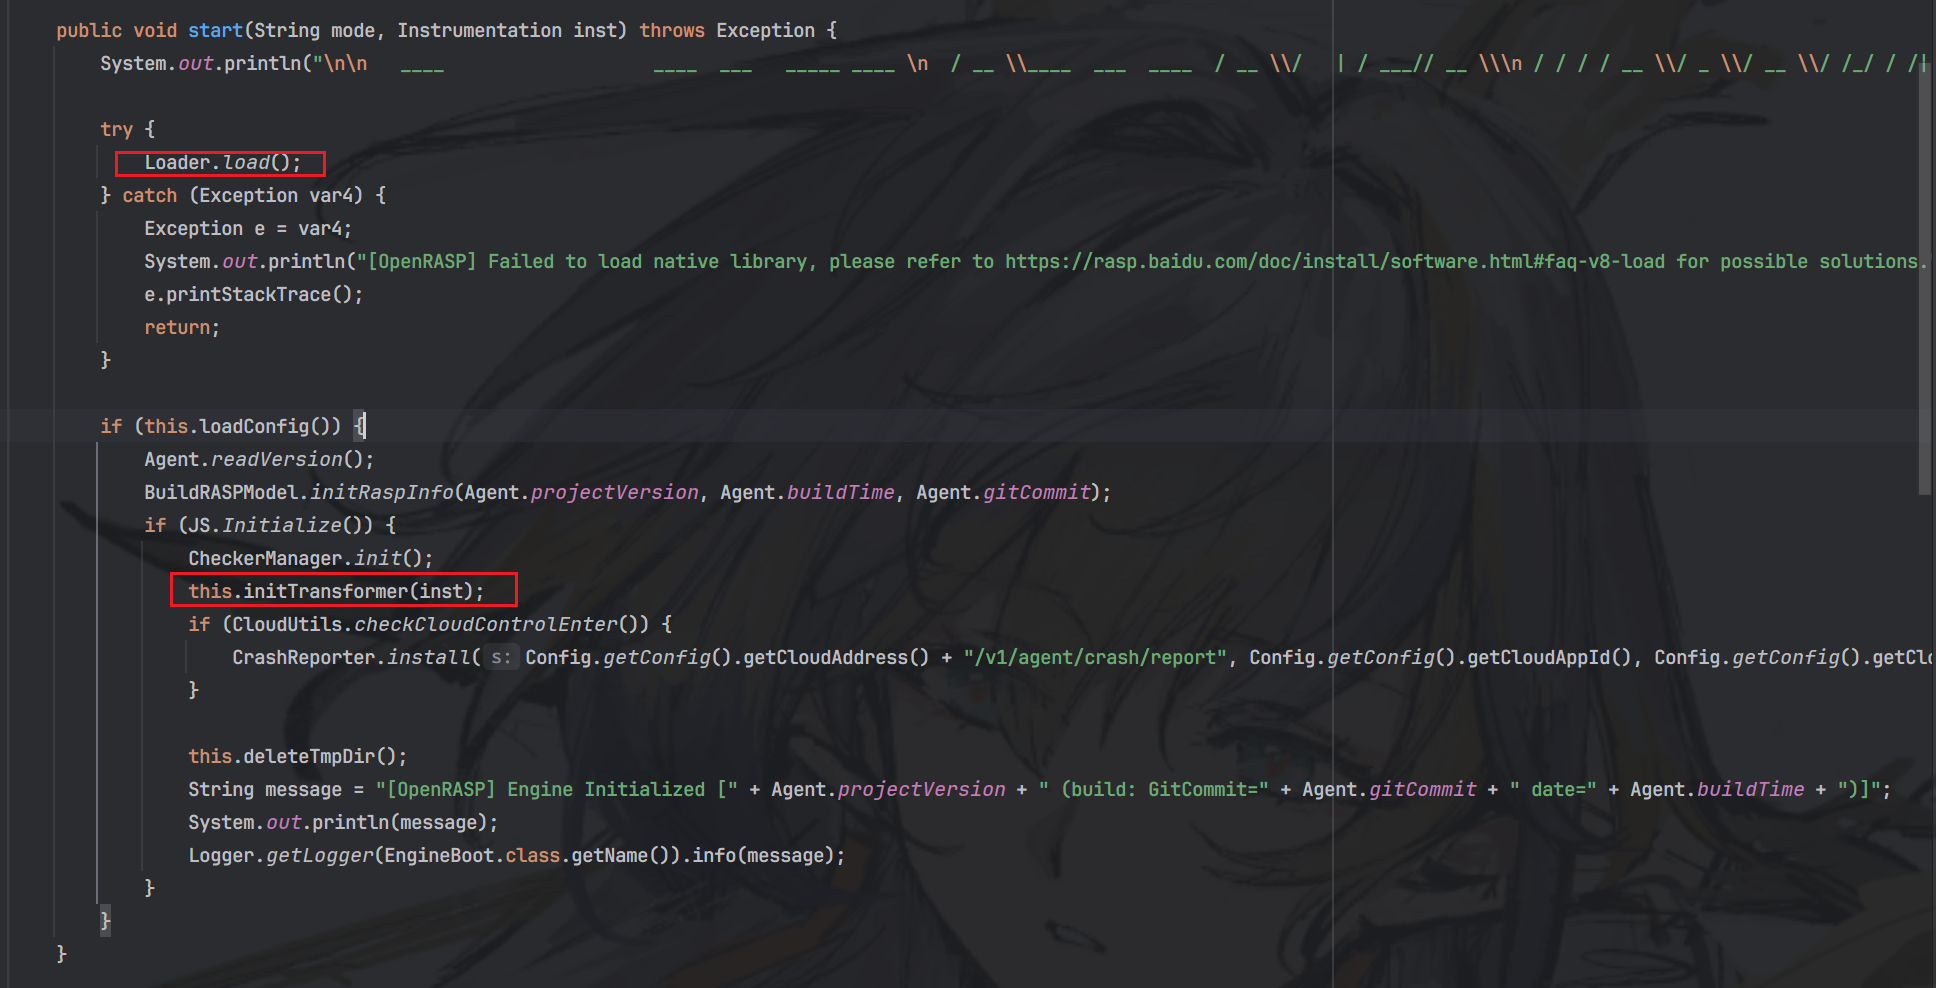 public void start(String mode, Instrumentation inst) throws Exception {
System.out.println("\n\n   ____                   ____  ___   _____ ____ \n  / __ \\____  ___  ____  / __ \\/   | / ___// __ \\\n / / / / __ \\/ _ \\/ __ \\/ /_/ / /|
try {
Loader.load();
} catch (Exception var4) {
Exception e = var4;
System.out.println("[OpenRASP] Failed to load native library, please refer to https://rasp.baidu.com/doc/install/software.html#faq-v8-load for possible solutions.
e.printStackTrace();
return;
}
if (this.loadConfig()) {
Agent.readVersion();
BuildRASPModel.initRaspInfo(Agent.projectVersion, Agent.buildTime, Agent.gitCommit);
if (JS.Initialize()) {
CheckerManager.init();
this.initTransformer(inst);
if (CloudUtils.checkCloudControlEnter()) {
CrashReporter.install( s: Config.getConfig().getCloudAddress() + "/v1/agent/crash/report", Config.getConfig().getCloudAppId(), Config.getConfig().getClo
}
this.deleteTmpDir();
String message = "[OpenRASP] Engine Initialized [" + Agent.projectVersion + " (build: GitCommit=" + Agent.gitCommit + " date=" + Agent.buildTime + ")]";
System.out.println(message);
Logger.getLogger(EngineBoot.class.getName()).info(message);
}
}
}